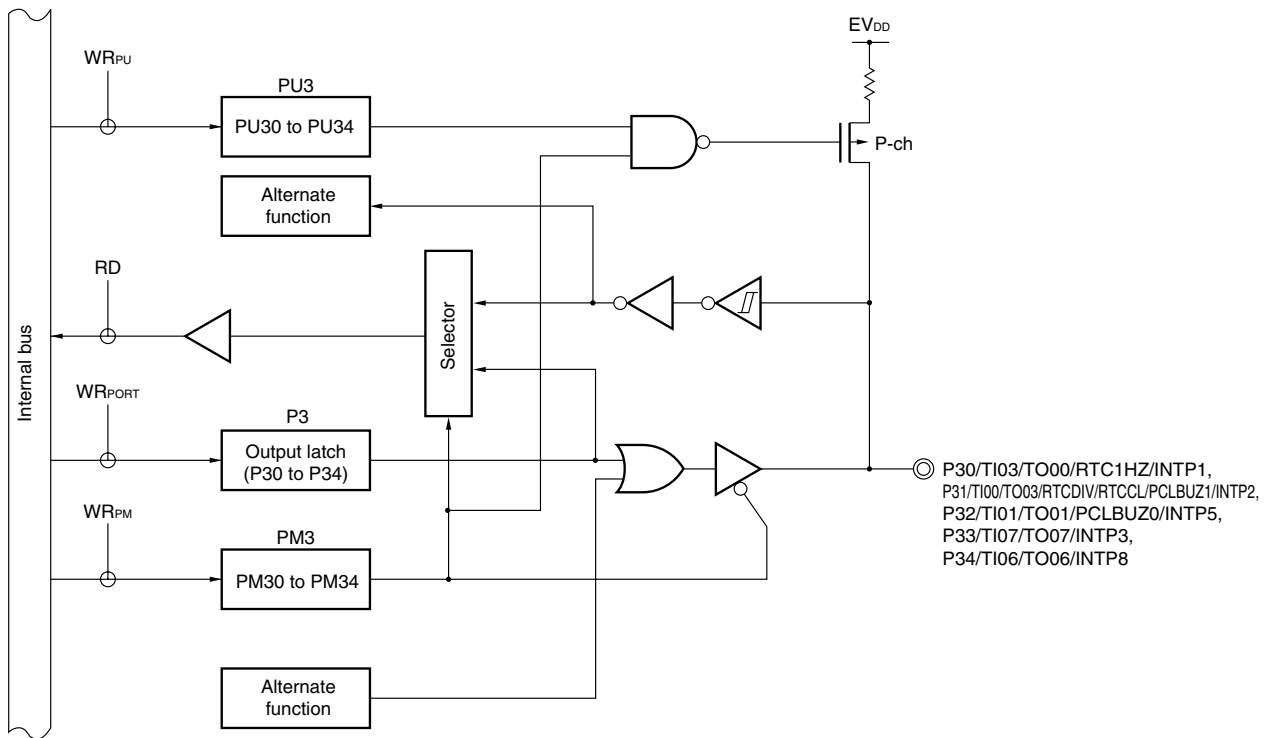 EVDD
WRPU
PU3
PU30 to PU34
P-ch
Alternate
function
RD
Selector
Internal bus
WRPORT
P3
Output latch
(P30 to P34)
P30/TI03/TO00/RTC1HZ/INTP1,
P31/TI00/TO03/RTCDIV/RTCCL/PCLBUZ1/INTP2,
P32/TI01/TO01/PCLBUZ0/INTP5,
P33/TI07/TO07/INTP3,
P34/TI06/TO06/INTP8
WRPM
PM3
PM30 to PM34
Alternate
function